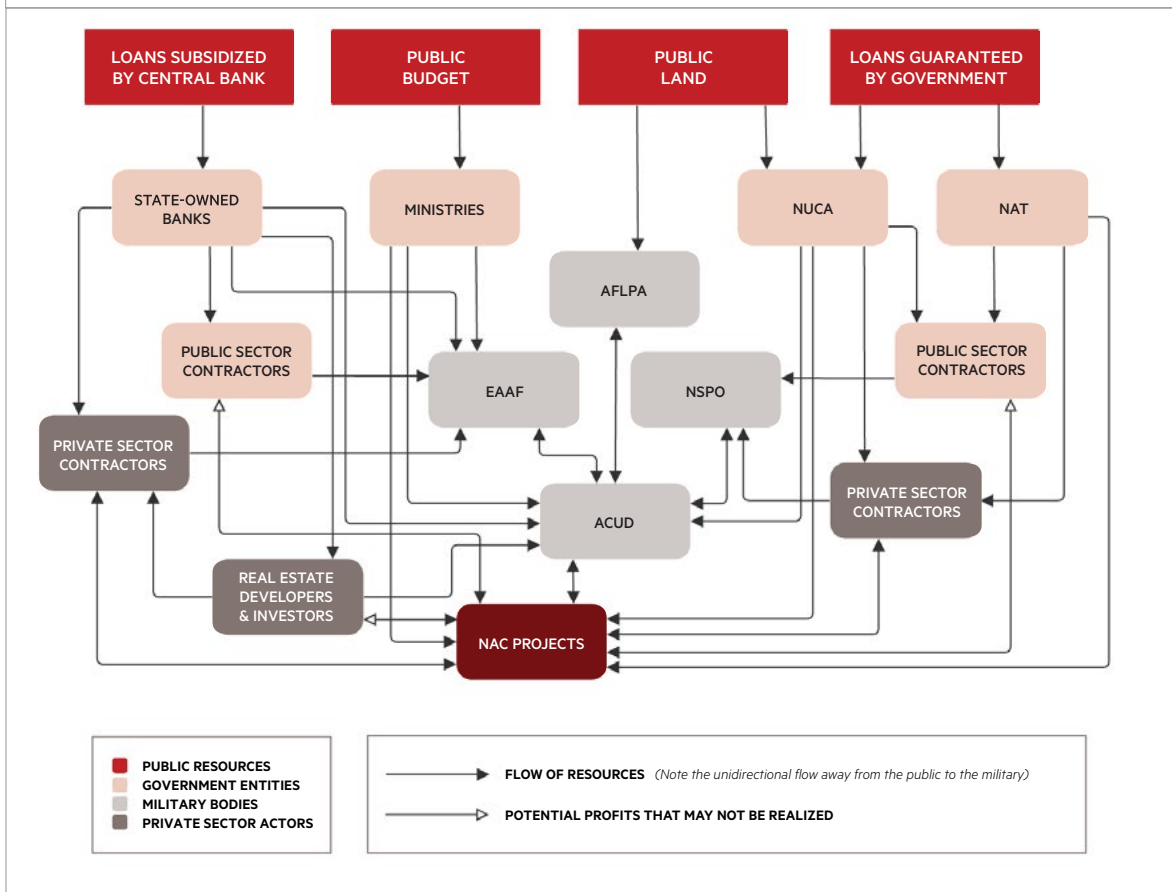 LOANS SUBSIDIZED
BY CENTRAL BANK
PUBLIC
BUDGET
PUBLIC
LAND
LOANS GUARANTEED
BY GOVERNMENT
STATE-OWNED
BANKS
MINISTRIES
NUCA
NAT
AFLPA
PUBLIC SECTOR
CONTRACTORS
EAAF
NSPO
PUBLIC SECTOR
CONTRACTORS
PRIVATE SECTOR
CONTRACTORS
ACUD
PRIVATE SECTOR
CONTRACTORS
REAL ESTATE
DEVELOPERS
& INVESTORS
NAC PROJECTS
PUBLIC RESOURCES
GOVERNMENT ENTITIES
MILITARY BODIES
PRIVATE SECTOR ACTORS
FLOW OF RESOURCES (Note the unidirectional flow away from the public to the military)
POTENTIAL PROFITS THAT MAY NOT BE REALIZED